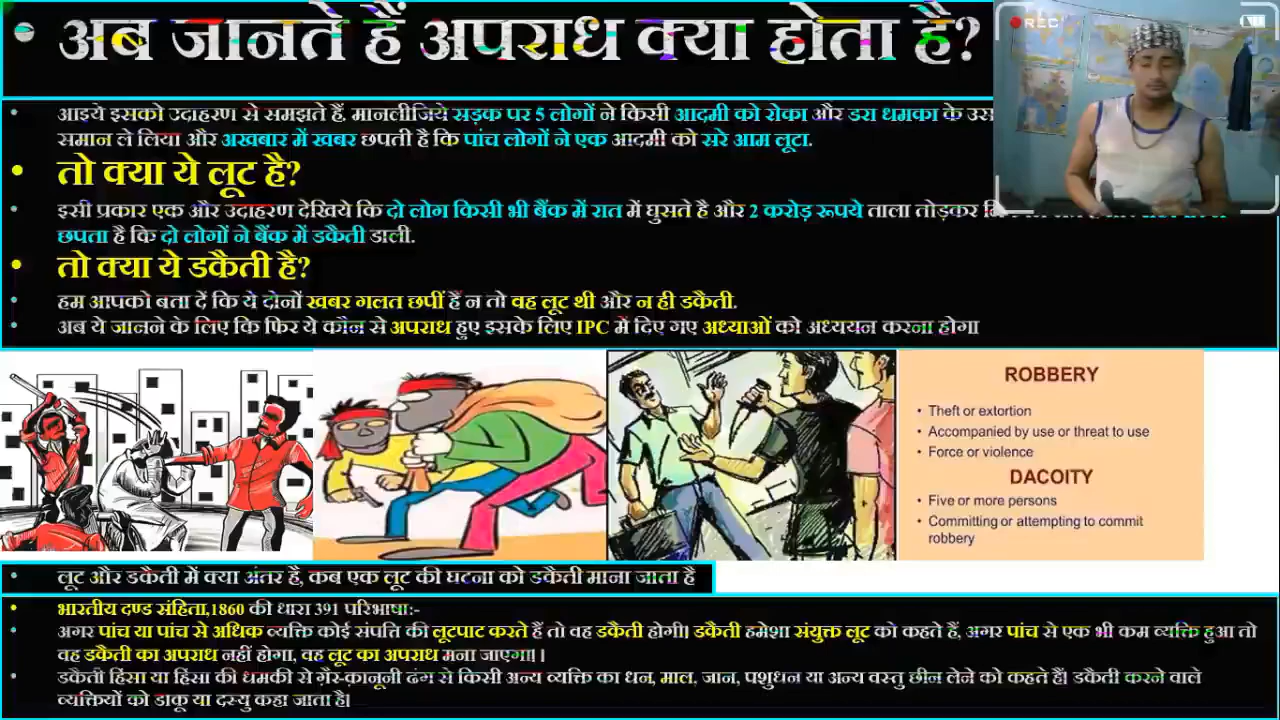 • अब जानते हैं अपराध क्या होता है?
REC
• आइये इसको उदाहरण से समझते हैं. मानलीजिये सड़क पर 5 लोगों ने किसी आदमी को रोका और डरा धमका के उस
समान ले लिया और अखबार में खबर छपती है कि पांच लोगों ने एक आदमी को सरे आम लूटा.
• तो क्या ये लूट है?
• इसी प्रकार एक और उदाहरण देखिये कि दो लोग किसी भी बैंक में रात में घुसते है और 2 करोड़ रूपये ताला तोड़कर
छपता है कि दो लोगों ने बैंक में डकैती डाली.
• तो क्या ये डकैती है?
• हम आपको बता दें कि ये दोनों खबर गलत छपीं हैं न तो वह लूट थी और न ही डकैती.
• अब ये जानने के लिए कि फिर ये कौन से अपराध हुए इसके लिए IPC में दिए गए अध्याओं को अध्ययन करना होगा
ROBBERY
• Theft or extortion
• Accompanied by use or threat to use
• Force or violence
DACOITY
• Five or more persons
• Committing or attempting to commit
robbery
• लूट और डकैती में क्या अंतर है, कब एक लूट की घटना को डकैती माना जाता है
• भारतीय दण्ड संहिता,1860 की धारा 391 परिभाषा:-
• अगर पांच या पांच से अधिक व्यक्ति कोई संपत्ति की लूटपाट करते हैं तो वह डकैती होगी। डकैती हमेशा संयुक्त लूट को कहते हैं, अगर पांच से एक भी कम व्यक्ति हुआ तो
वह डकैती का अपराध नहीं होगा, वह लूट का अपराध मना जाएगा। ।
• डकैती हिंसा या हिंसा की धमकी से ग़ैर-क़ानूनी ढंग से किसी अन्य व्यक्ति का धन, माल, जान, पशुधन या अन्य वस्तु छीन लेने को कहते हैं। डकैती करने वाले
व्यक्तियों को डाकू या दस्यु कहा जाता है।